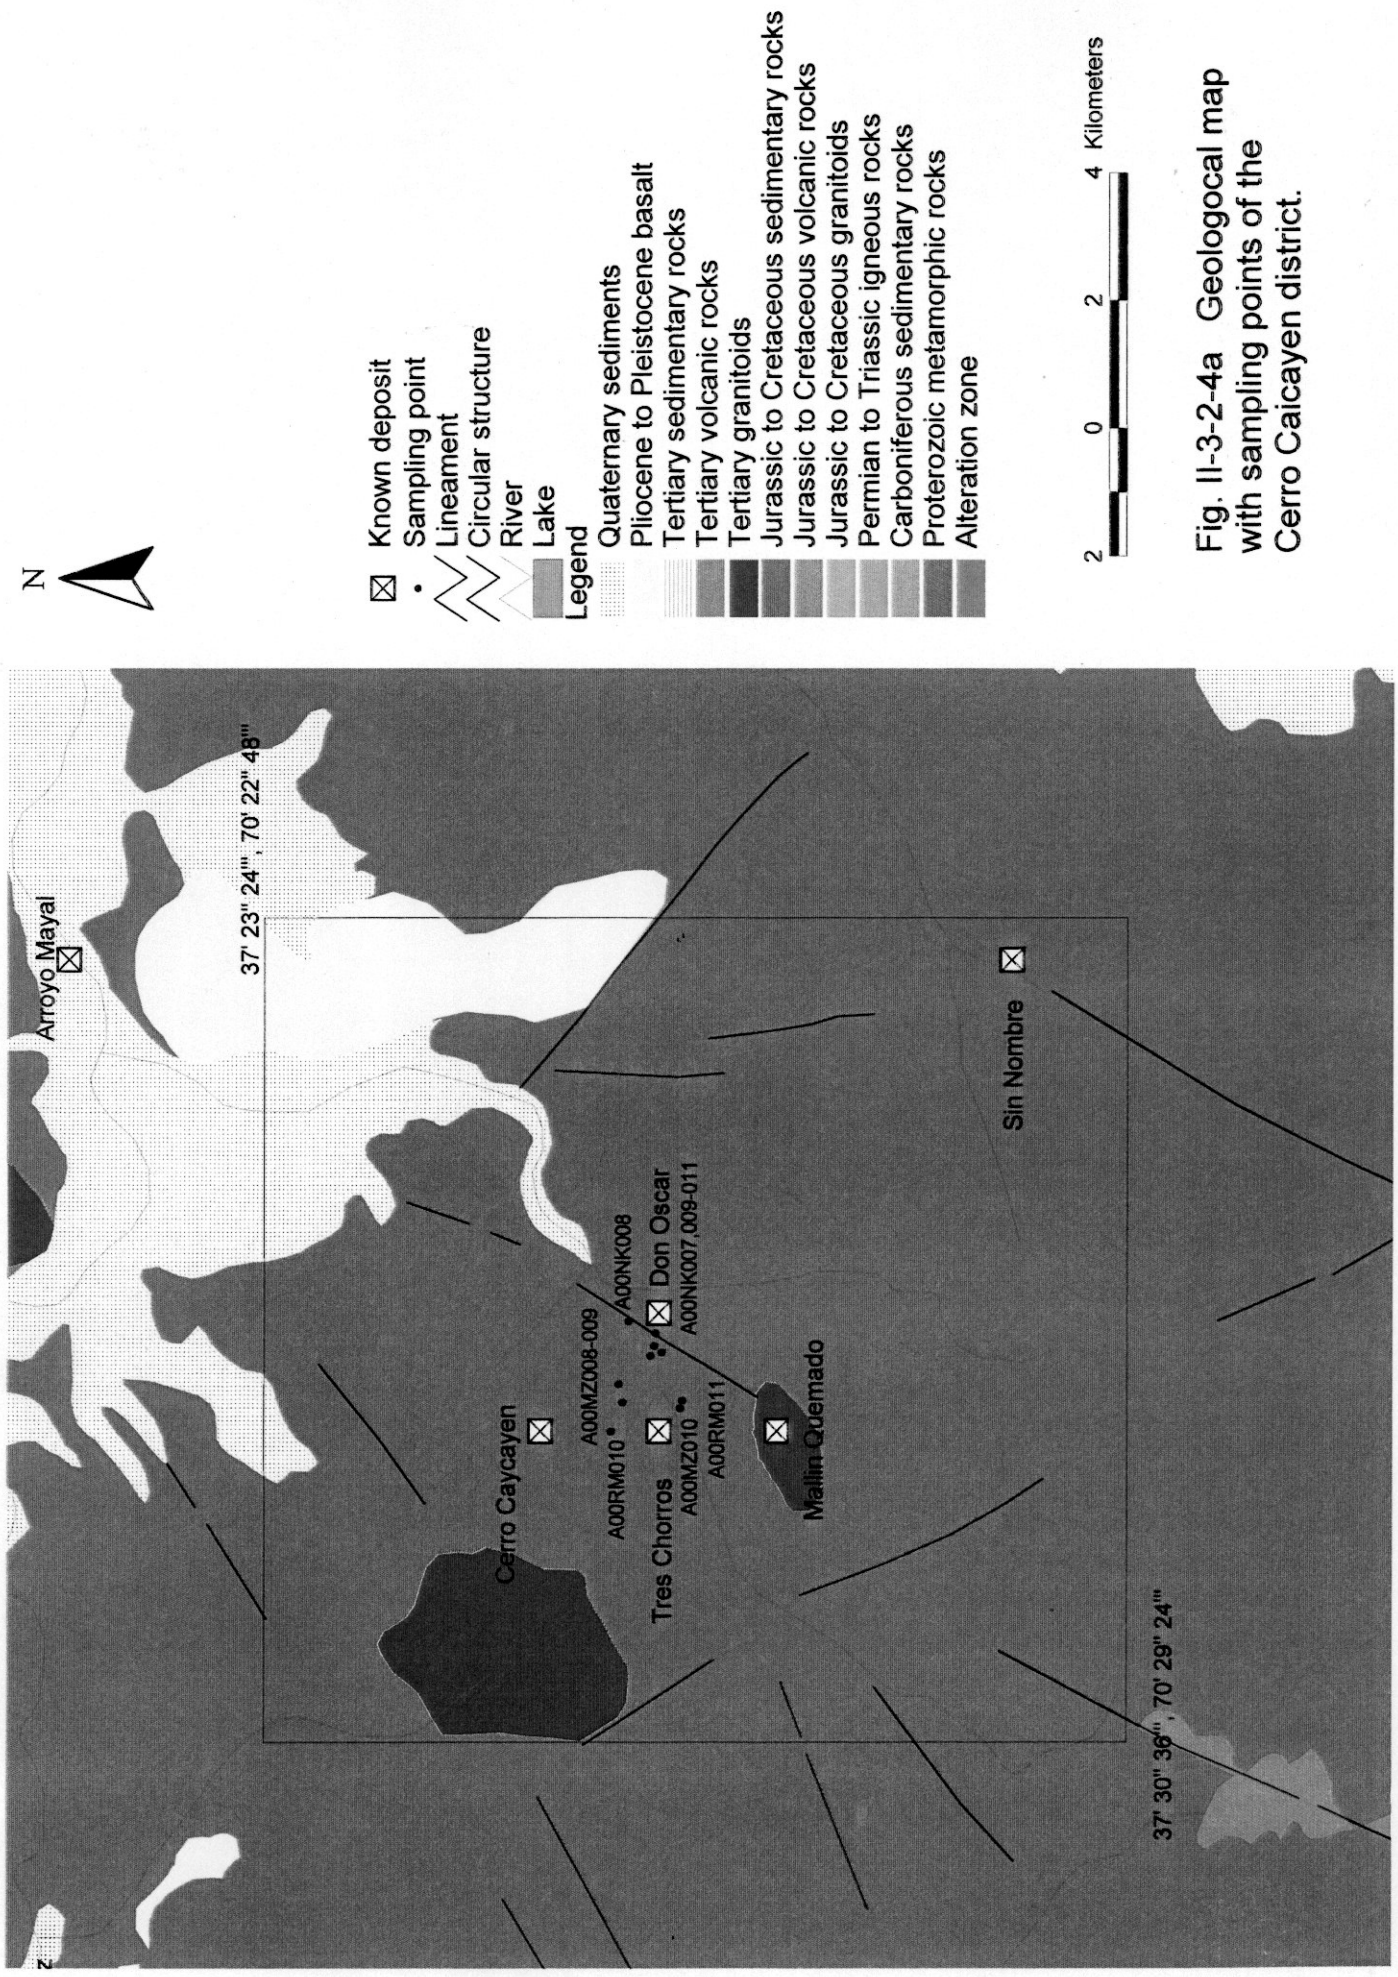 N
Arroyo Mayal
37' 23" 24"', 70' 22" 48"'
Cerro Caycayen
A00MZ008-009
A00RM010
A00NK008
Tres Chorros
Don Oscar
A00MZ010
A00NK007,009-011
A00RM011
Mallin Quemado
Sin Nombre
37' 30" 36"', 70' 29" 24"'
z
Known deposit
Sampling point
Lineament
Circular structure
River
Lake
Legend
Quaternary sediments
Pliocene to Pleistocene basalt
Tertiary sedimentary rocks
Tertiary volcanic rocks
Tertiary granitoids
Jurassic to Cretaceous sedimentary rocks
Jurassic to Cretaceous volcanic rocks
Jurassic to Cretaceous granitoids
Permian to Triassic igneous rocks
Carboniferous sedimentary rocks
Proterozoic metamorphic rocks
Alteration zone
2 0 2 4 Kilometers
Fig. II-3-2-4a Geologocal map
with sampling points of the
Cerro Caicayen district.